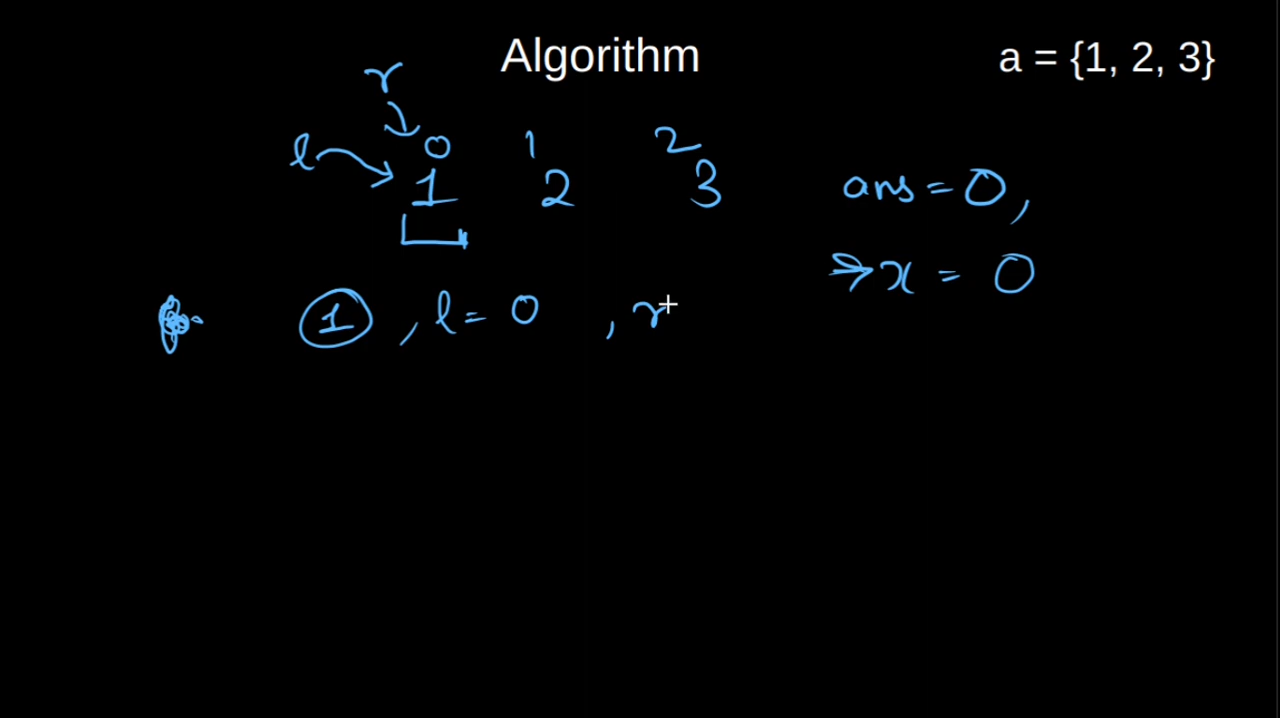 Algorithm
a = {1, 2, 3}
r
l 0 1 2
1 2 3
ans = 0,
x = 0
1 , l = 0 , r